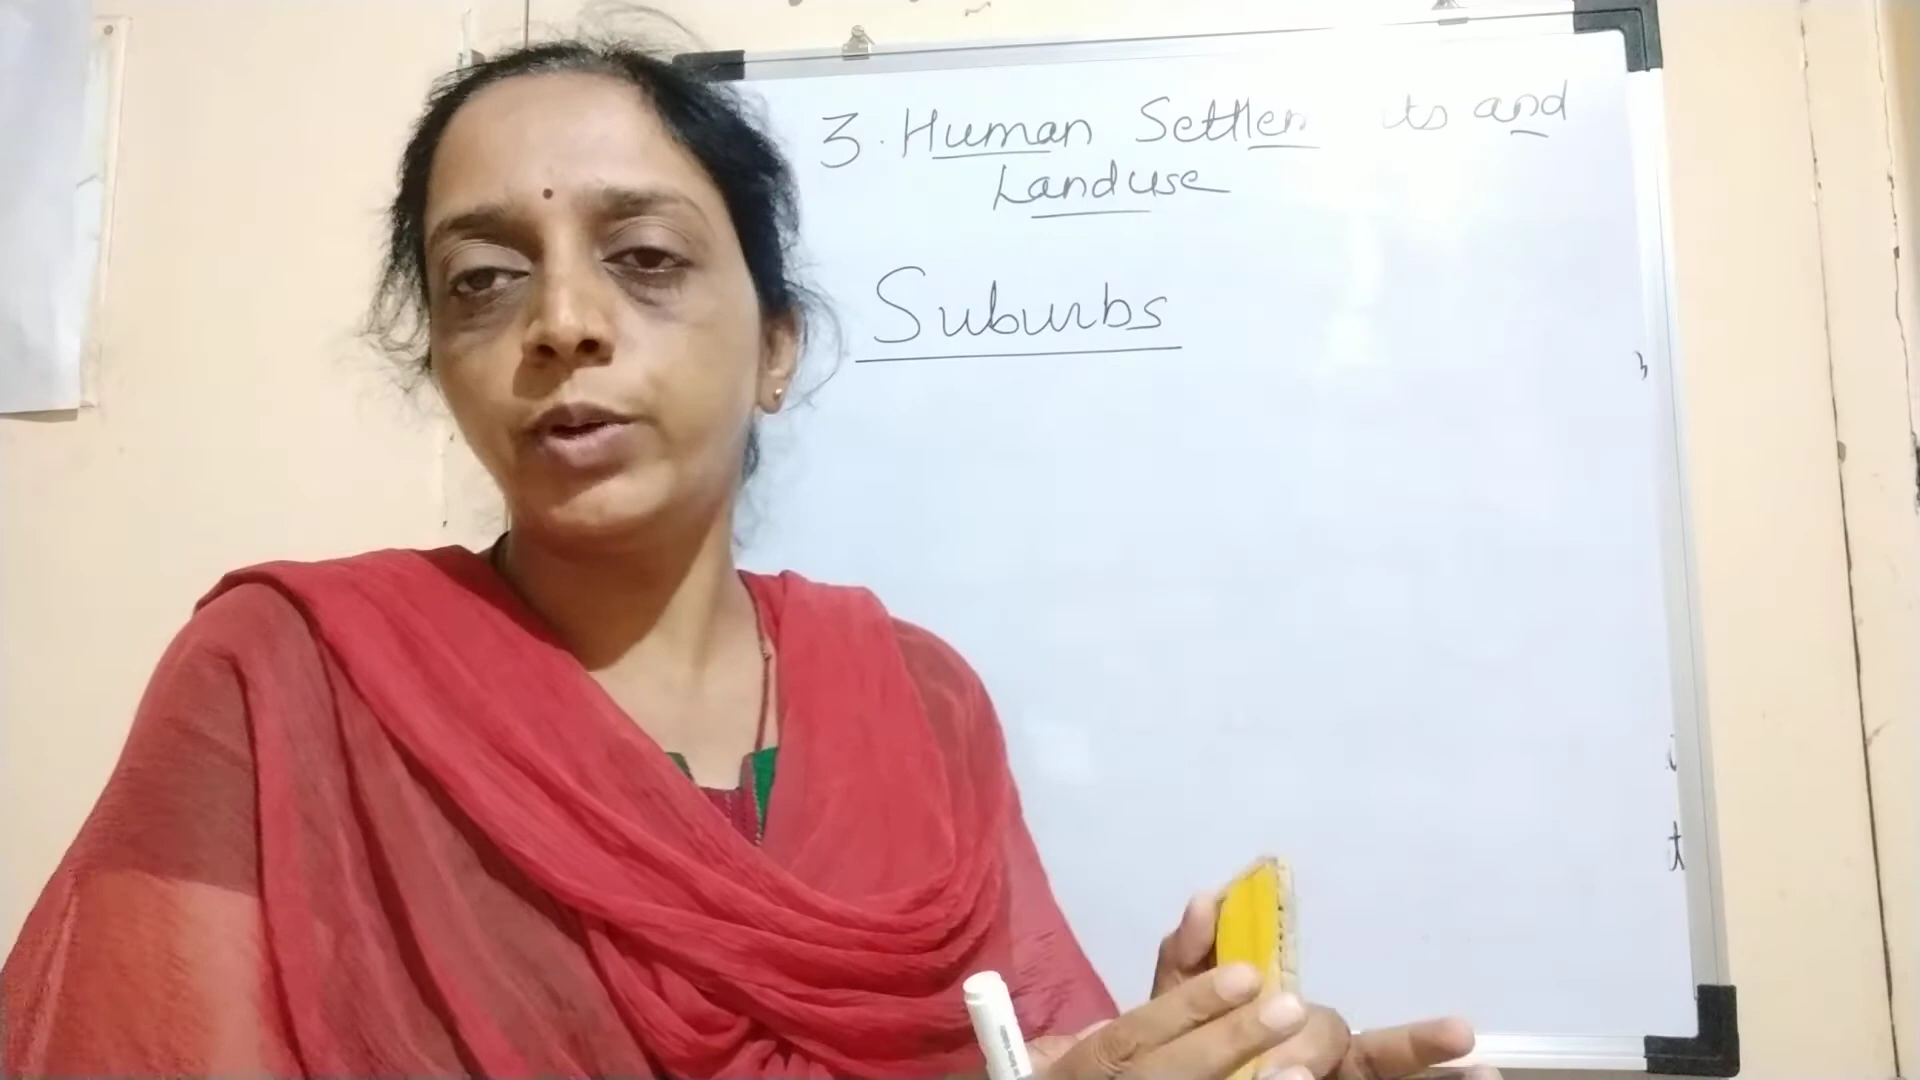 3. Human Settlem ts and
Landuse
Suburbs